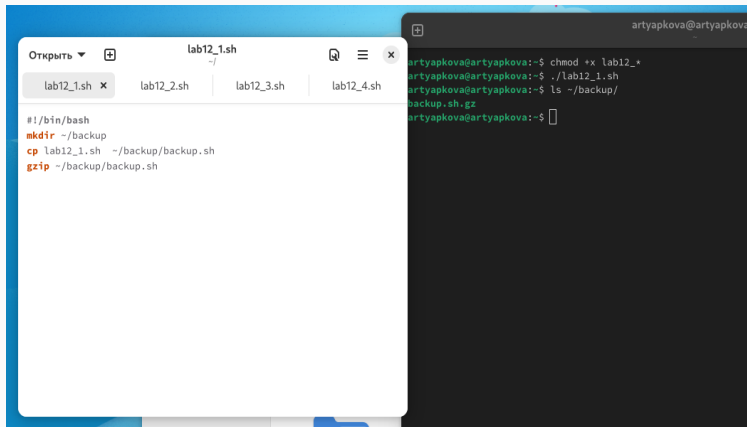 Открыть
lab12_1.sh
~/
lab12_1.sh
lab12_2.sh
lab12_3.sh
lab12_4.sh
#!/bin/bash
mkdir ~/backup
cp lab12_1.sh  ~/backup/backup.sh
gzip ~/backup/backup.sh
artyapkova@artyapkova:
~
artyapkova@artyapkova:~$ chmod +x lab12_*
artyapkova@artyapkova:~$ ./lab12_1.sh
artyapkova@artyapkova:~$ ls ~/backup/
backup.sh.gz
artyapkova@artyapkova:~$